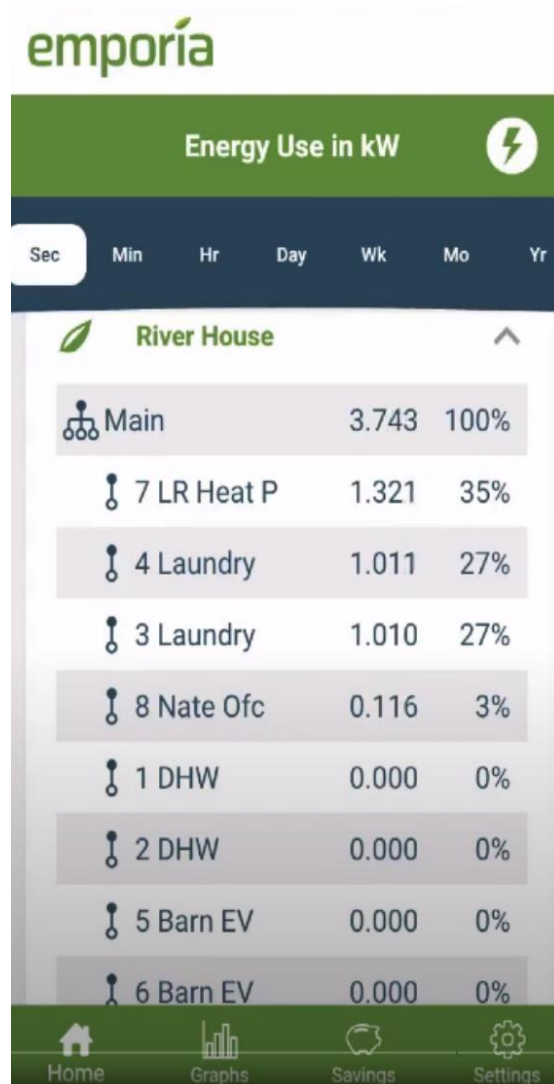 emporia
Energy Use in kW
Sec Min Hr Day Wk Mo Yr
River House
Main 3.743 100%
7 LR Heat P 1.321 35%
4 Laundry 1.011 27%
3 Laundry 1.010 27%
8 Nate Ofc 0.116 3%
1 DHW 0.000 0%
2 DHW 0.000 0%
5 Barn EV 0.000 0%
6 Barn EV 0.000 0%
Home Graphs Savings Settings